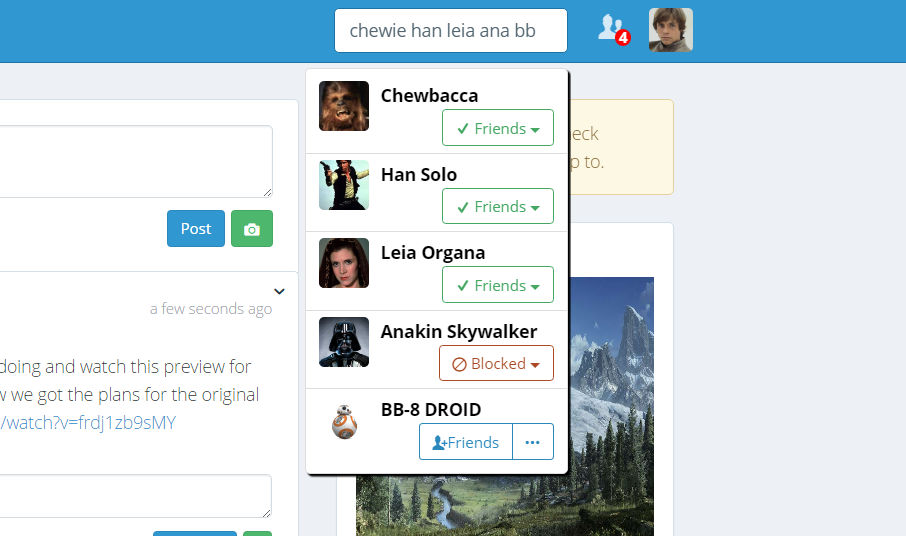 chewie han leia ana bb
4
Chewbacca
Friends
Han Solo
Friends
Leia Organa
Friends
Anakin Skywalker
Blocked
BB-8 DROID
Friends
...
Post
a few seconds ago
doing and watch this preview for
we got the plans for the original
/watch?v=frdj1zb9sMY
to.